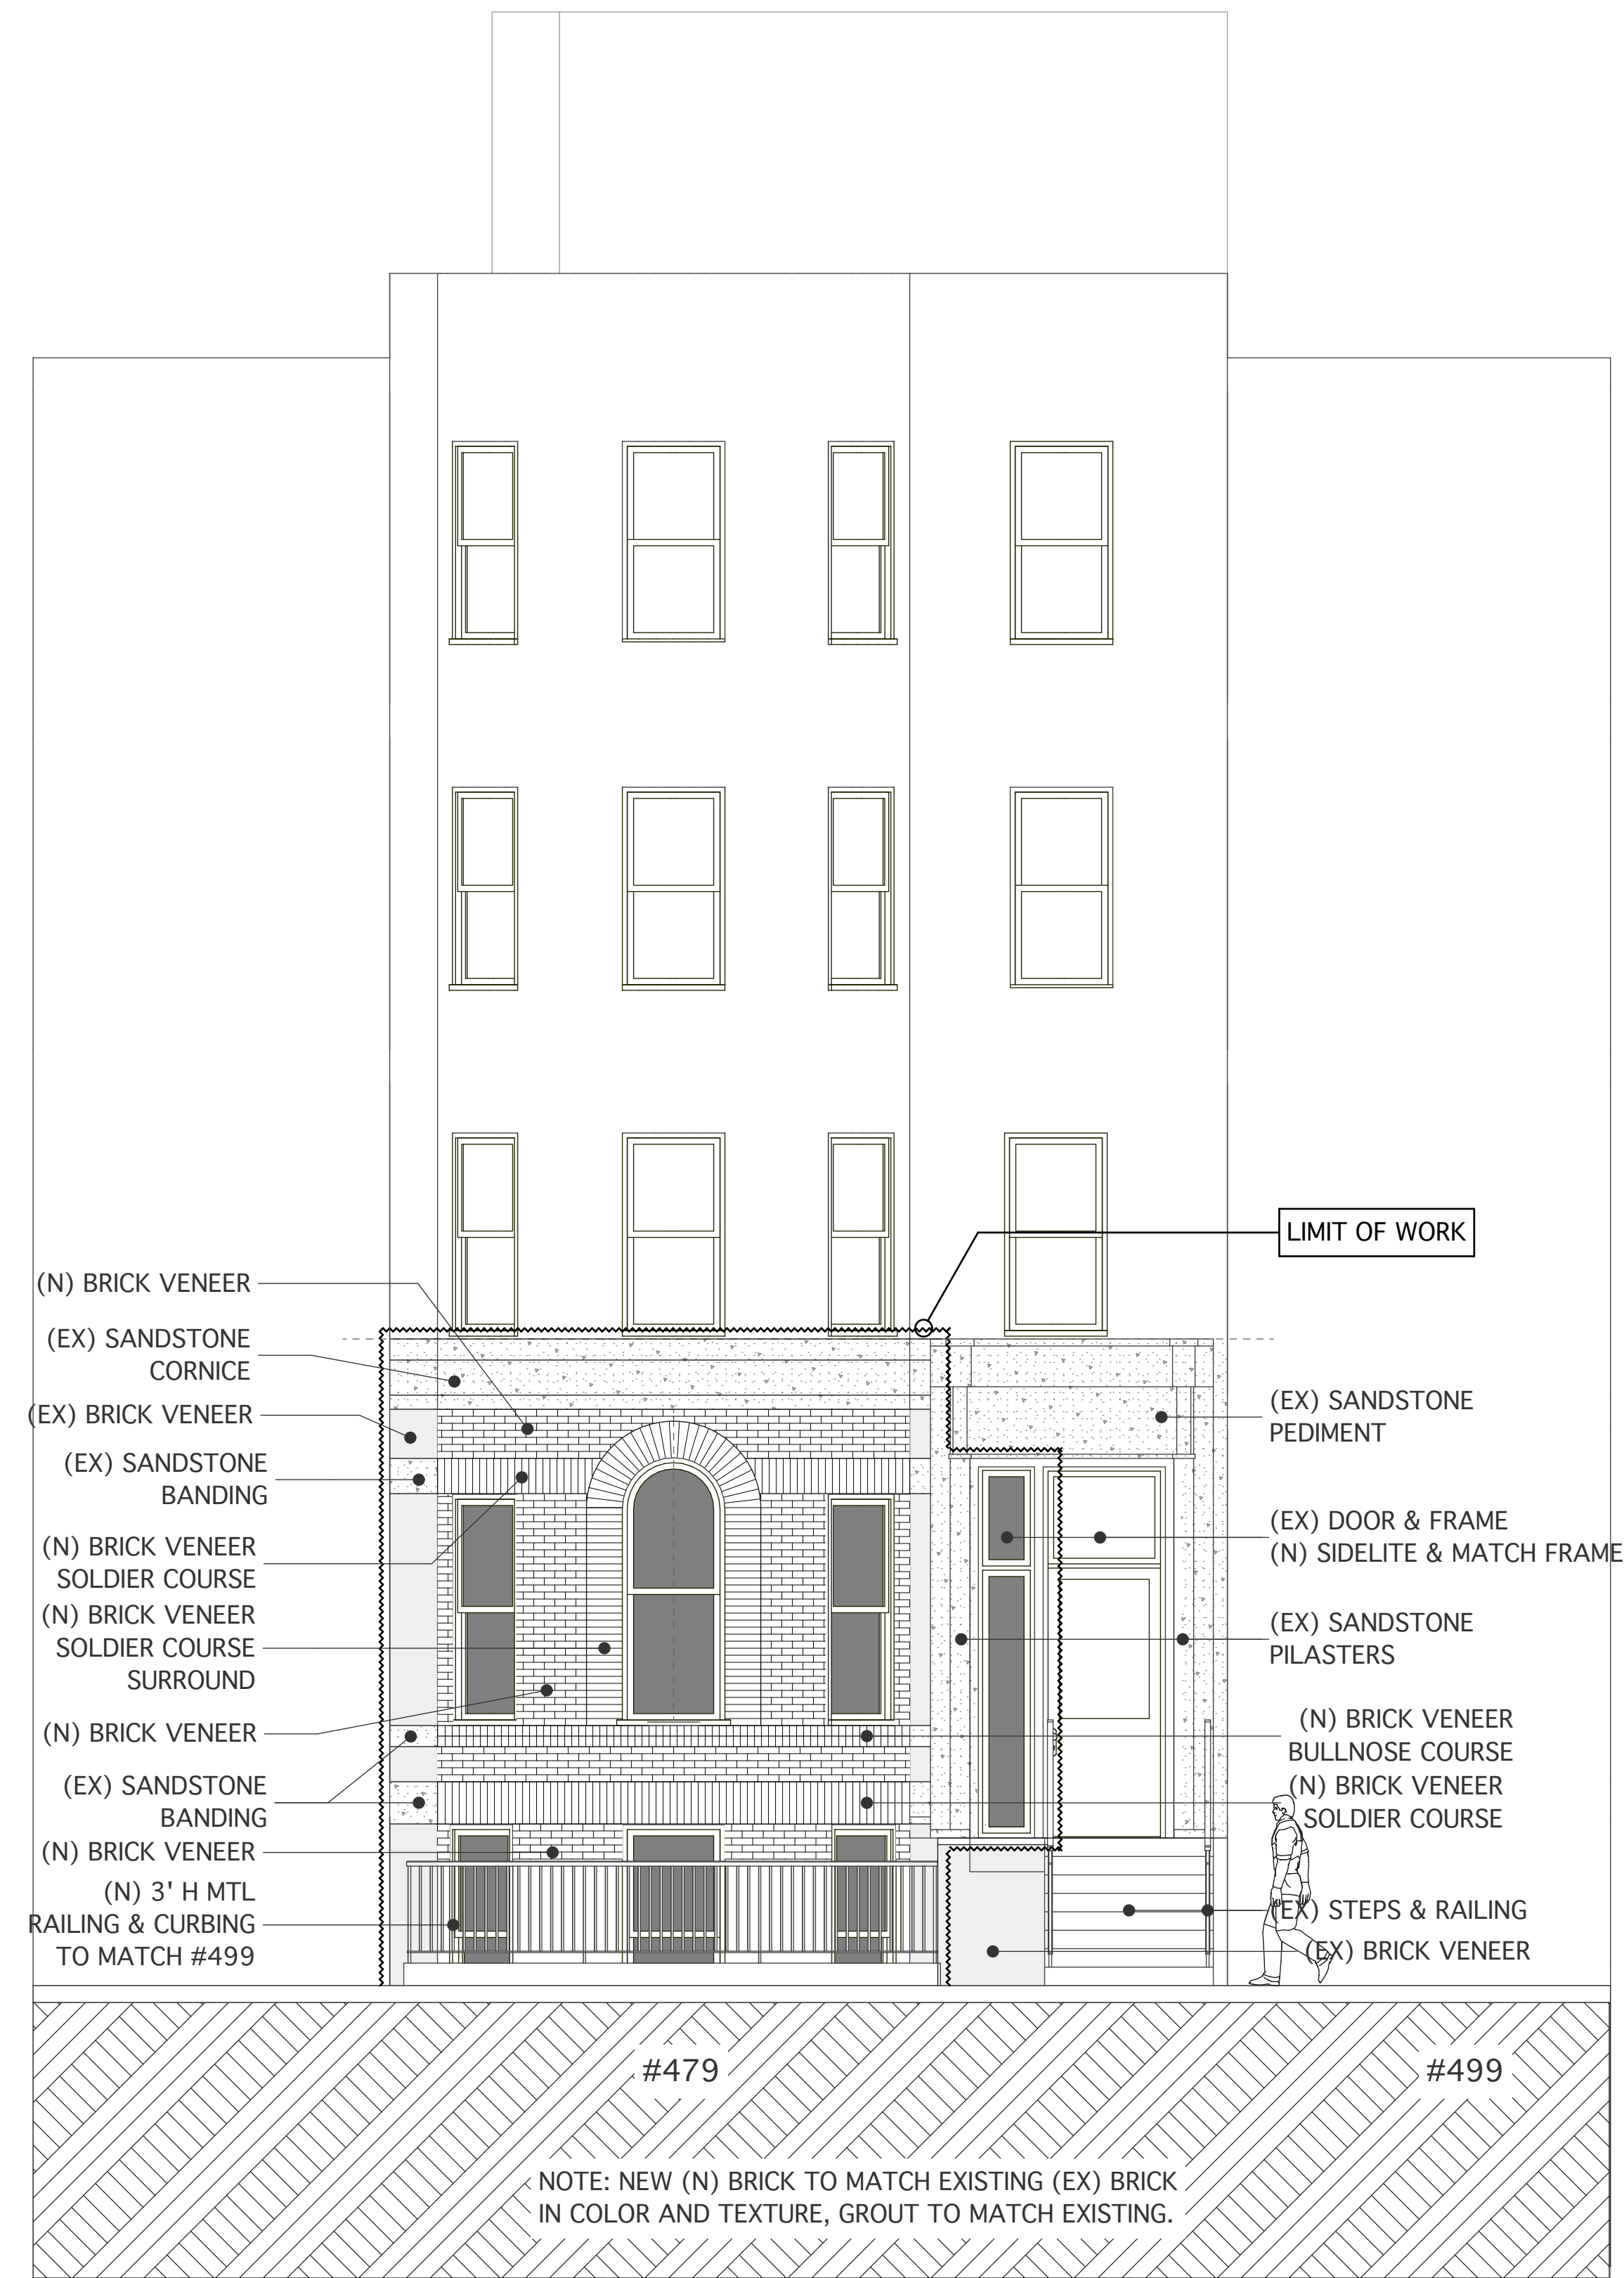 LIMIT OF WORK
(N) BRICK VENEER
(EX) SANDSTONE
CORNICE
(EX) BRICK VENEER
(EX) SANDSTONE
BANDING
(N) BRICK VENEER
SOLDIER COURSE
(N) BRICK VENEER
SOLDIER COURSE
SURROUND
(N) BRICK VENEER
(EX) SANDSTONE
BANDING
(N) BRICK VENEER
(N) 3' H MTL
RAILING & CURBING
TO MATCH #499
(EX) SANDSTONE
PEDIMENT
(EX) DOOR & FRAME
(N) SIDELITE & MATCH FRAME
(EX) SANDSTONE
PILASTERS
(N) BRICK VENEER
BULLNOSE COURSE
(N) BRICK VENEER
SOLDIER COURSE
(EX) STEPS & RAILING
(EX) BRICK VENEER
#479
#499
NOTE: NEW (N) BRICK TO MATCH EXISTING (EX) BRICK
IN COLOR AND TEXTURE, GROUT TO MATCH EXISTING.